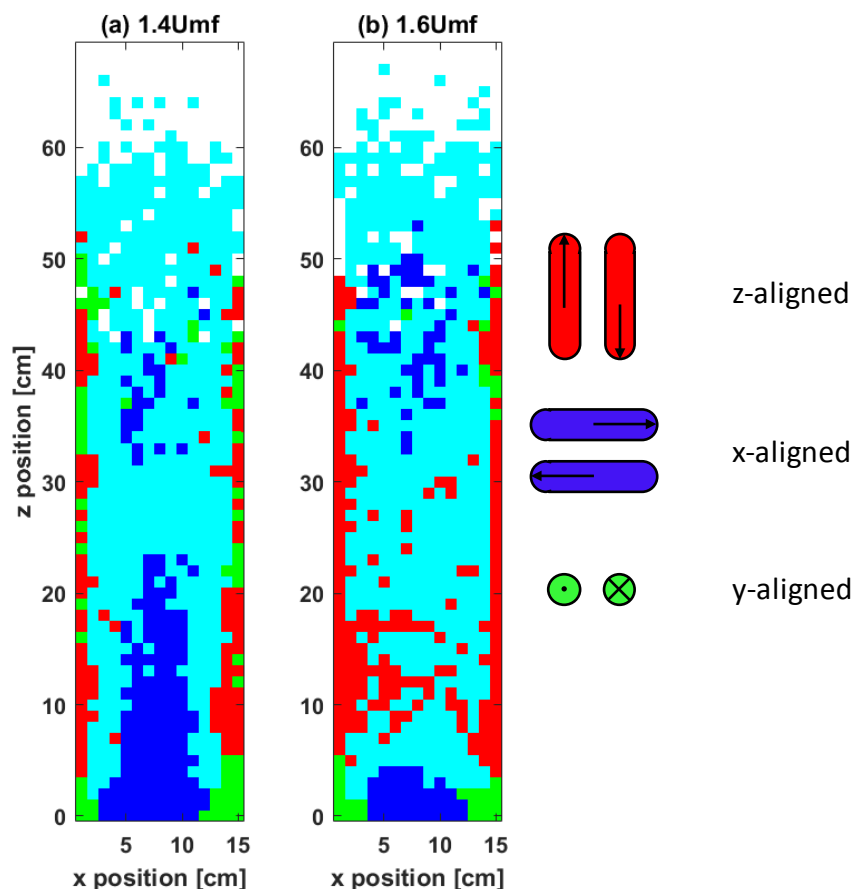 (a) 1.4Umf
(b) 1.6Umf
z position [cm]
60
50
40
30
20
10
0
5
10
15
x position [cm]
60
50
40
30
20
10
0
5
10
15
x position [cm]
z-aligned
x-aligned
y-aligned